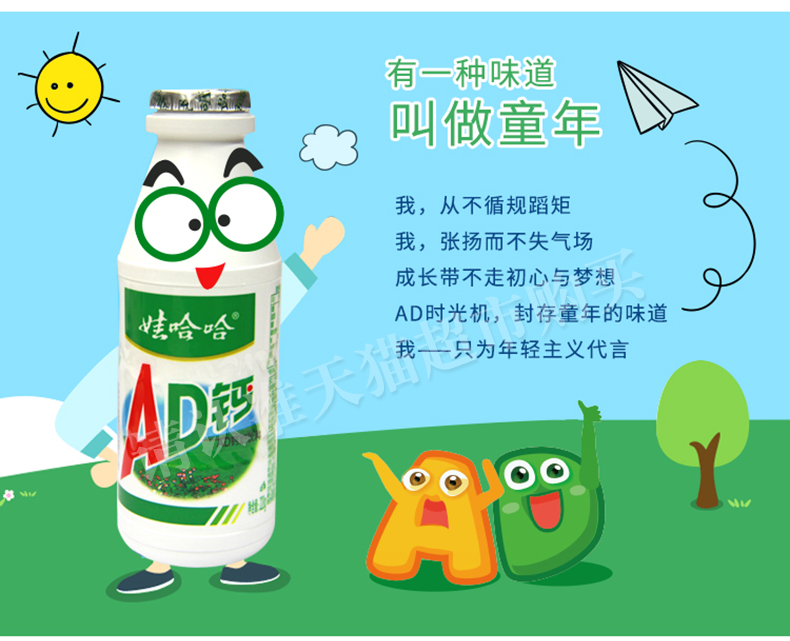 有一种味道
叫做童年
我，从不循规蹈矩
我，张扬而不失气场
成长带不走初心与梦想
AD时光机，封存童年的味道
我——只为年轻主义代言
娃哈哈®
AD钙
AD